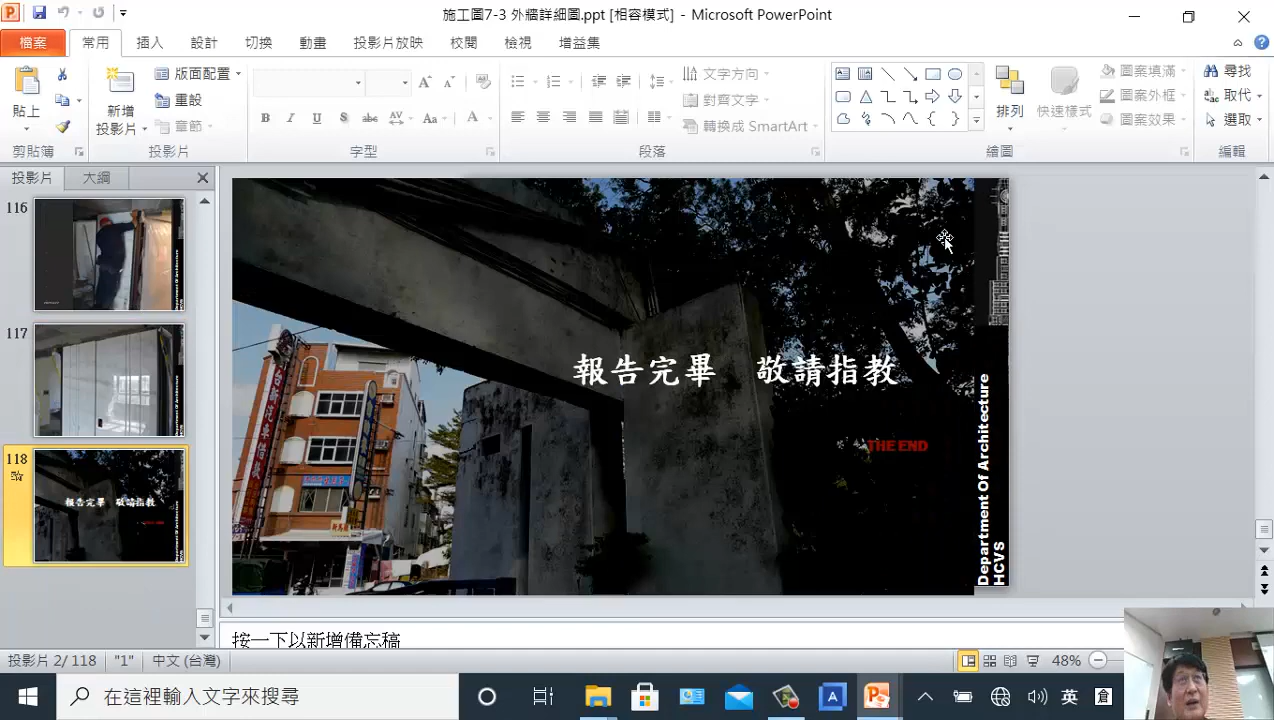 施工圖7-3 外牆詳細圖.ppt [相容模式] - Microsoft PowerPoint
檔案 常用 插入 設計 切換 動畫 投影片放映 校閱 檢視 增益集
貼上
新增
投影片
版面配置
重設
章節
文字方向
對齊文字
轉換成 SmartArt
排列
快速樣式
圖案填滿
圖案外框
圖案效果
尋找
取代
選取
剪貼簿 投影片 字型 段落 繪圖 編輯
投影片 大綱
116
117
118
報告完畢 敬請指教
THE END
Department Of Architecture
HCVS
按一下以新增備忘稿
投影片 2/ 118 "1" 中文 (台灣) 48%
在這裡輸入文字來搜尋
英
倉